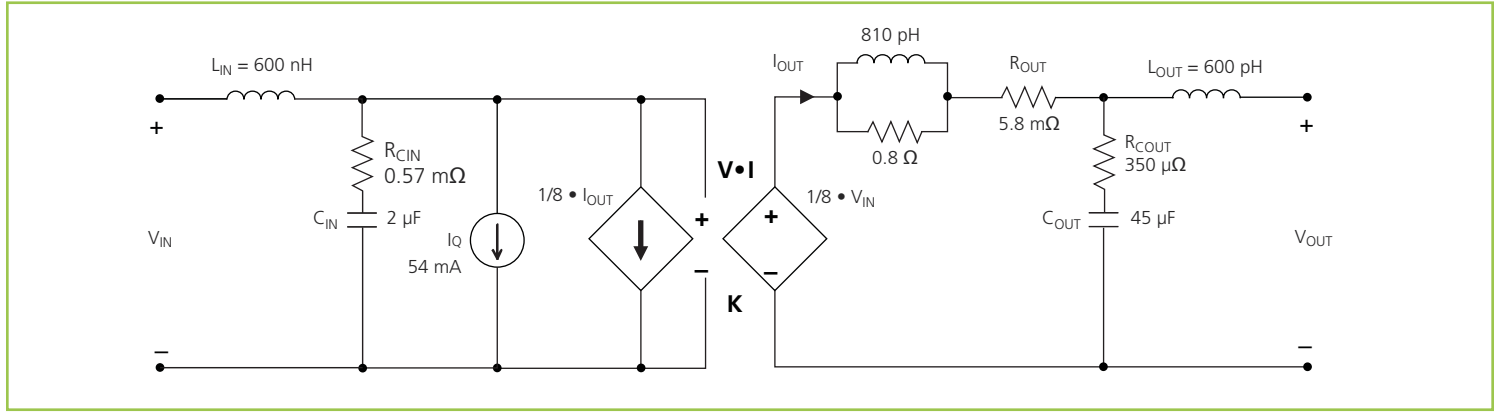 L_IN = 600 nH
+
R_CIN
0.57 mΩ
C_IN
2 µF
V_IN
–
I_Q
54 mA
1/8 • I_OUT
V•I
+
–
K
+
–
1/8 • V_IN
I_OUT
810 pH
0.8 Ω
R_OUT
5.8 mΩ
L_OUT = 600 pH
R_COUT
350 µΩ
C_OUT
45 µF
+
V_OUT
–